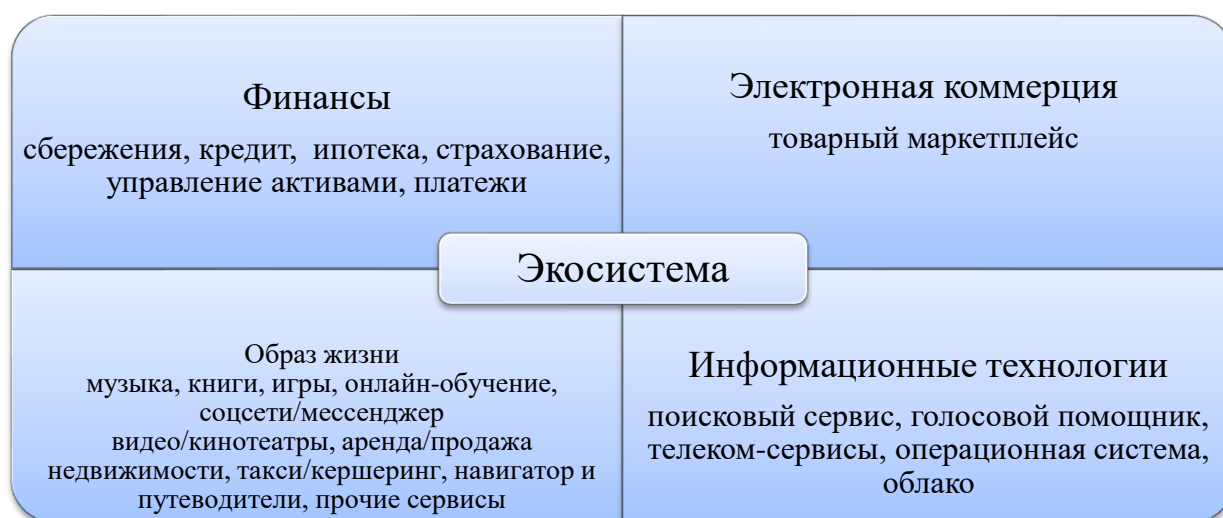 Финансы
сбережения, кредит, ипотека, страхование,
управление активами, платежи
Электронная коммерция
товарный маркетплейс
Экосистема
Образ жизни
музыка, книги, игры, онлайн-обучение,
соцсети/мессенджер
видео/кинотеатры, аренда/продажа
недвижимости, такси/кершеринг, навигатор и
путеводители, прочие сервисы
Информационные технологии
поисковый сервис, голосовой помощник,
телеком-сервисы, операционная система,
облако